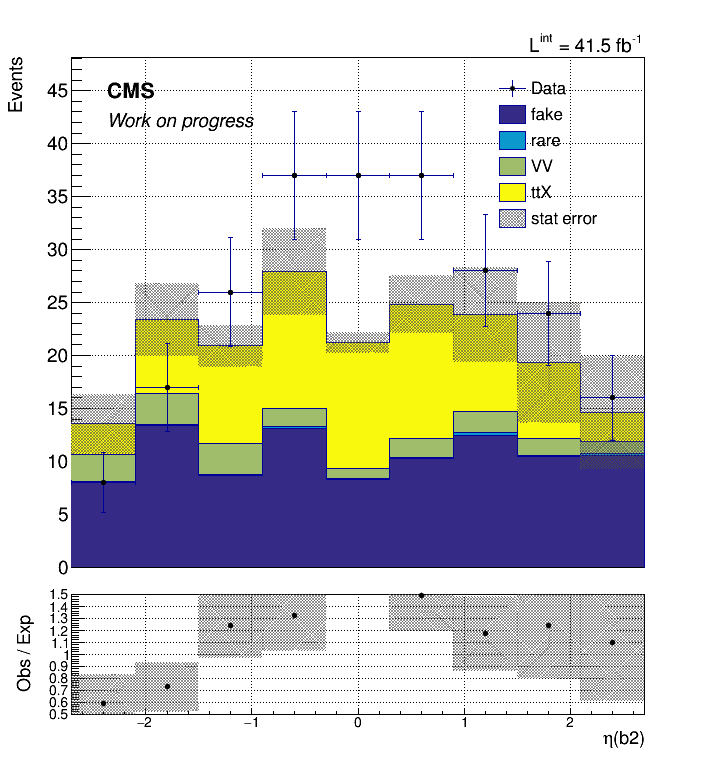 L^int = 41.5 fb^-1
Events
CMS
Work on progress
Data
fake
rare
VV
ttX
stat error
45
40
35
30
25
20
15
10
5
0
Obs / Exp
1.5
1.4
1.3
1.2
1.1
1
0.9
0.8
0.7
0.6
0.5
−2 −1 0 1 2
η(b2)